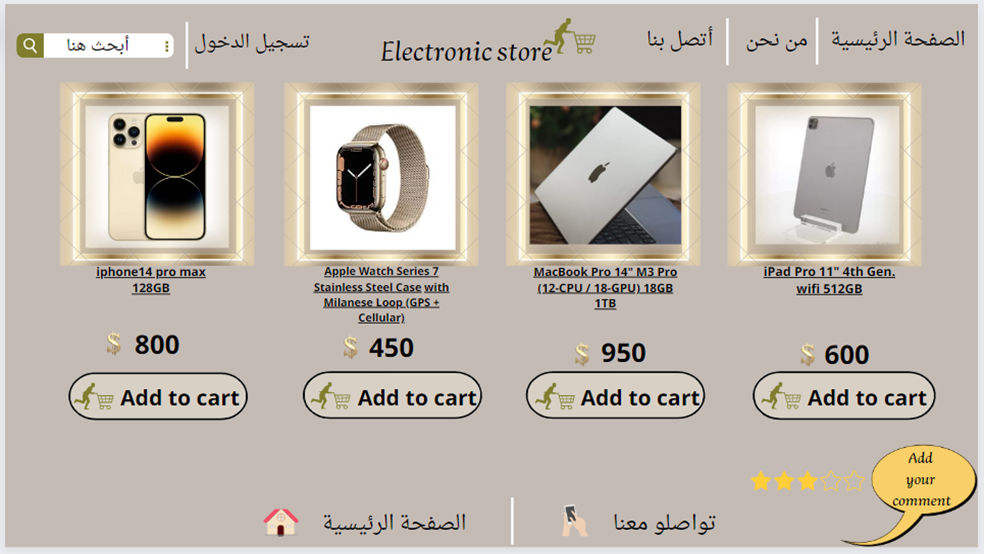 الصفحة الرئيسية
من نحن
أتصل بنا
Electronic store
تسجيل الدخول
أبحث هنا
iphone14 pro max
128GB
Apple Watch Series 7
Stainless Steel Case with
Milanese Loop (GPS +
Cellular)
MacBook Pro 14" M3 Pro
(12-CPU / 18-GPU) 18GB
1TB
iPad Pro 11" 4th Gen.
wifi 512GB
$ 800
$ 450
$ 950
$ 600
Add to cart
Add to cart
Add to cart
Add to cart
Add
your
comment
تواصلو معنا
الصفحة الرئيسية